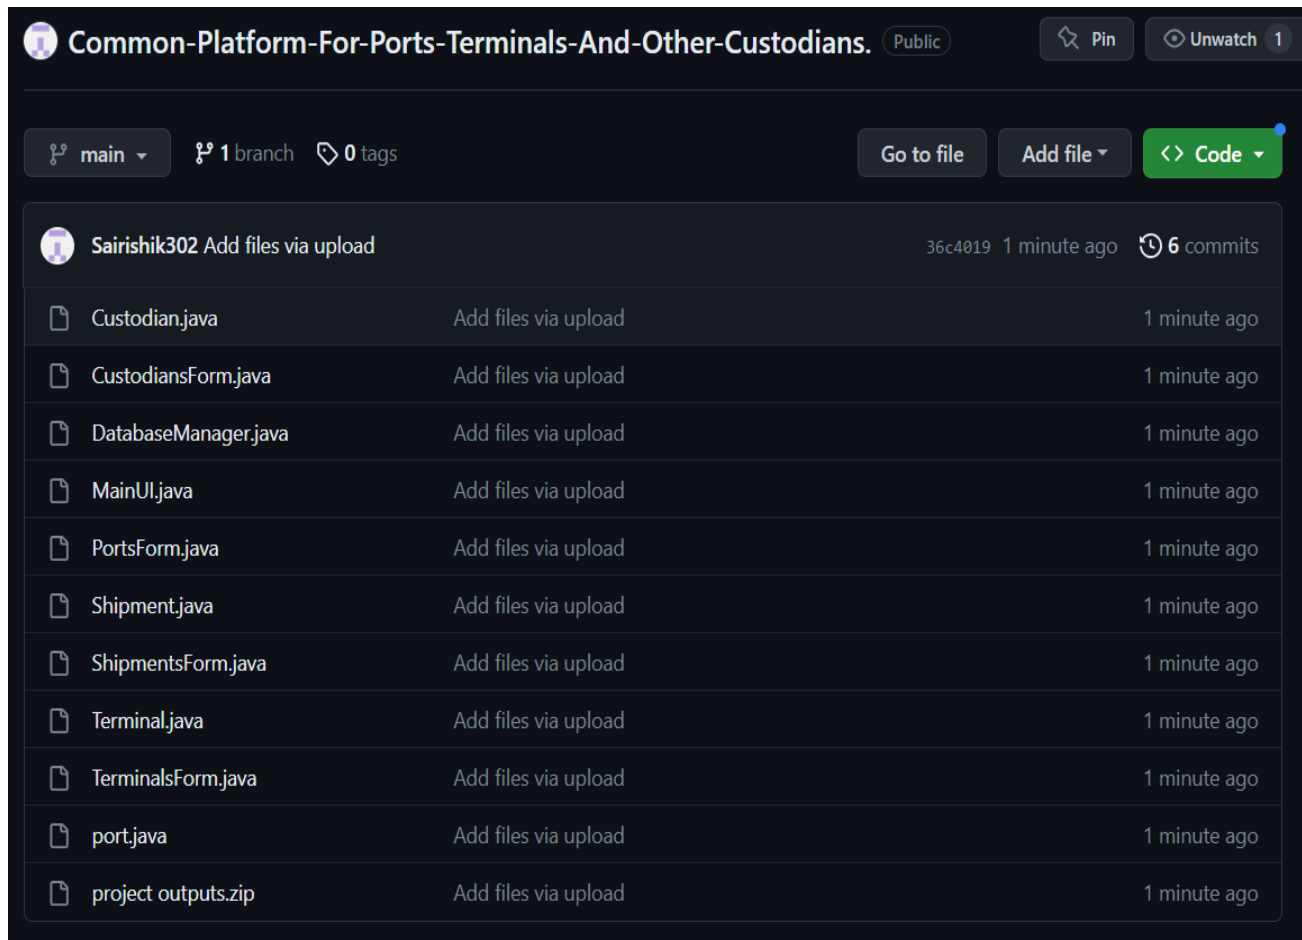 Common-Platform-For-Ports-Terminals-And-Other-Custodians. Public Pin Unwatch 1
main 1 branch 0 tags Go to file Add file Code
Sairishik302 Add files via upload 36c4019 1 minute ago 6 commits
Custodian.java Add files via upload 1 minute ago
CustodiansForm.java Add files via upload 1 minute ago
DatabaseManager.java Add files via upload 1 minute ago
MainUI.java Add files via upload 1 minute ago
PortsForm.java Add files via upload 1 minute ago
Shipment.java Add files via upload 1 minute ago
ShipmentsForm.java Add files via upload 1 minute ago
Terminal.java Add files via upload 1 minute ago
TerminalsForm.java Add files via upload 1 minute ago
port.java Add files via upload 1 minute ago
project outputs.zip Add files via upload 1 minute ago